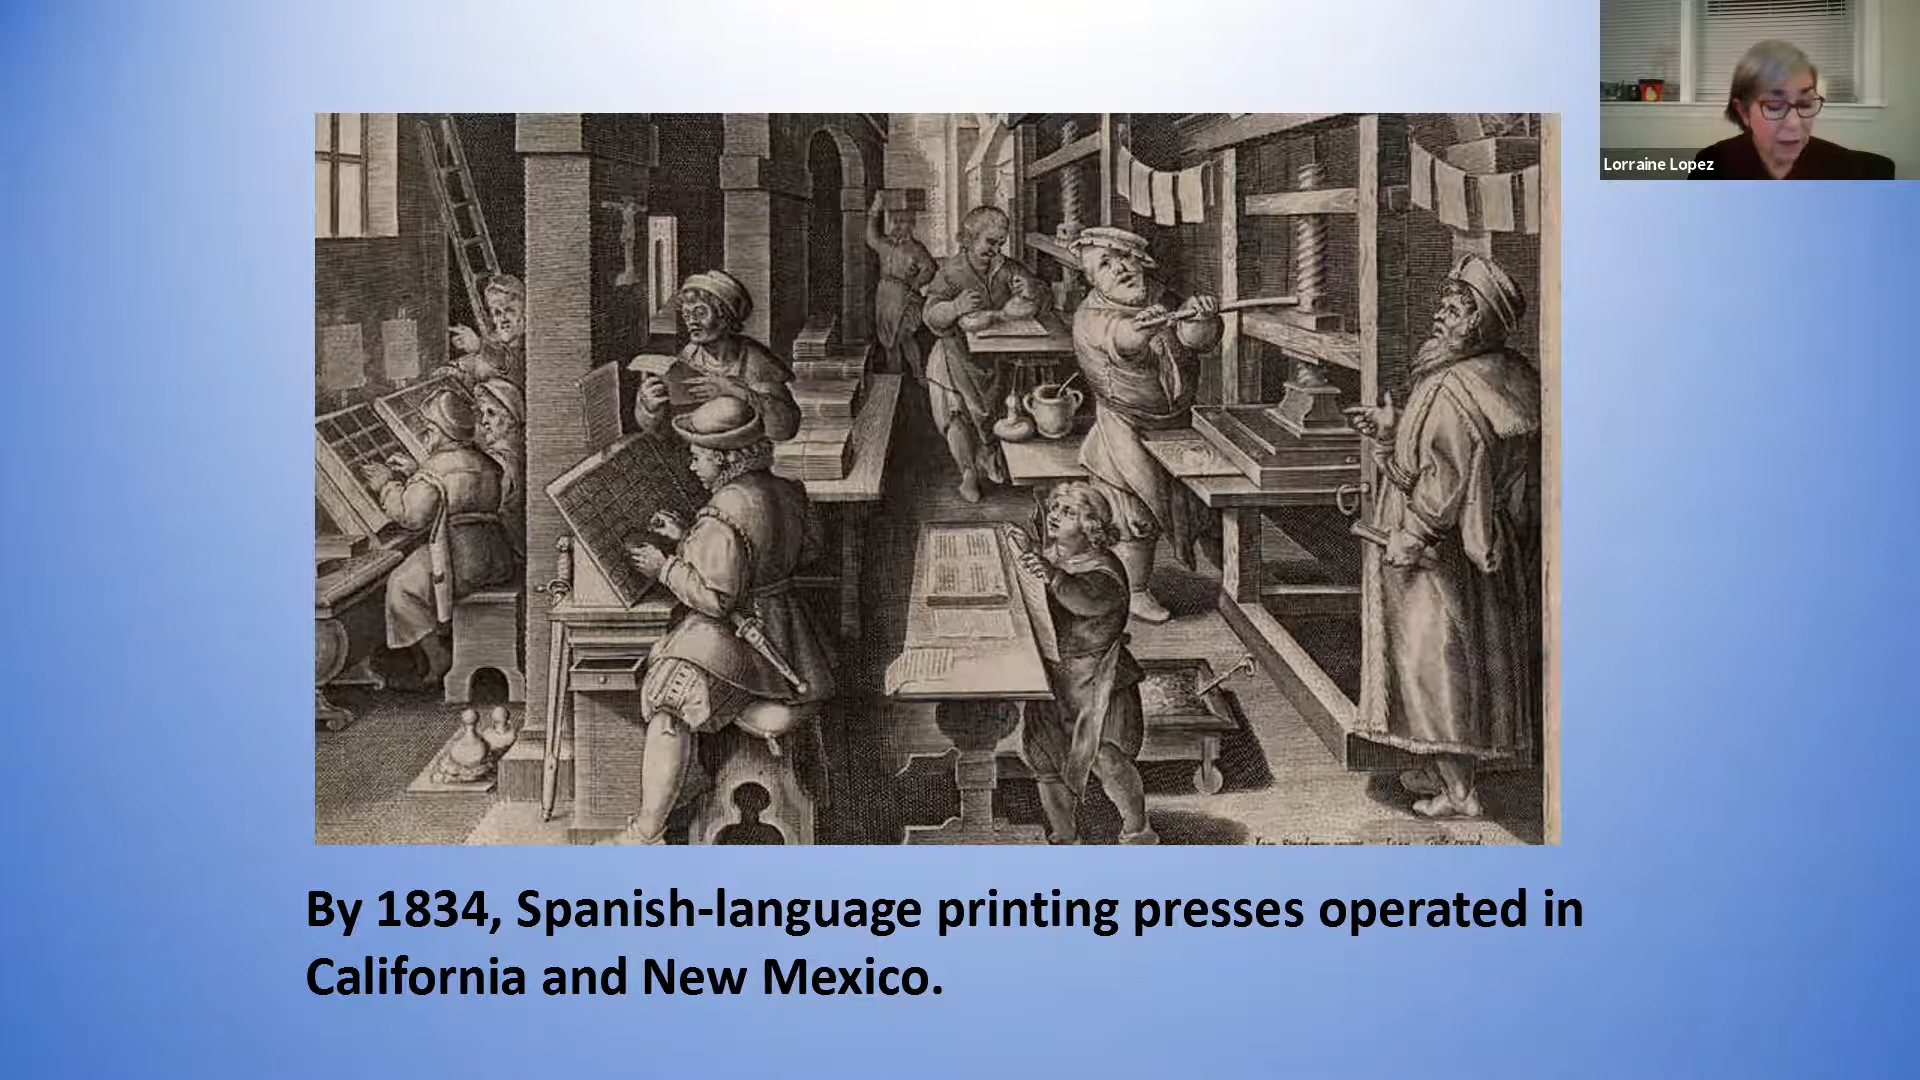 Lorraine Lopez
By 1834, Spanish-language printing presses operated in
California and New Mexico.